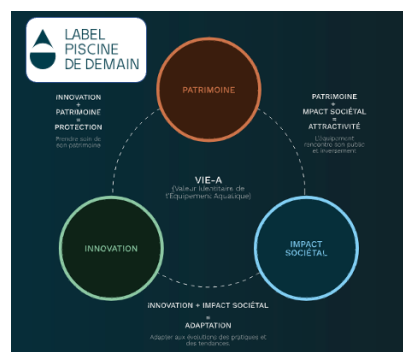 LABEL
PISCINE
DE DEMAIN
PATRIMOINE
INNOVATION
+
PATRIMOINE
=
PROTECTION
Prendre soin de
son patrimoine
PATRIMOINE
+
IMPACT SOCIÉTAL
=
ATTRACTIVITÉ
L'équipement
rencontre son public
et inversement
VIE-A
(Valeur Identitaire de
l'Équipement Aquatique)
INNOVATION
IMPACT
SOCIÉTAL
INNOVATION + IMPACT SOCIÉTAL
=
ADAPTATION
Adapter aux évolutions des pratiques et
des tendances